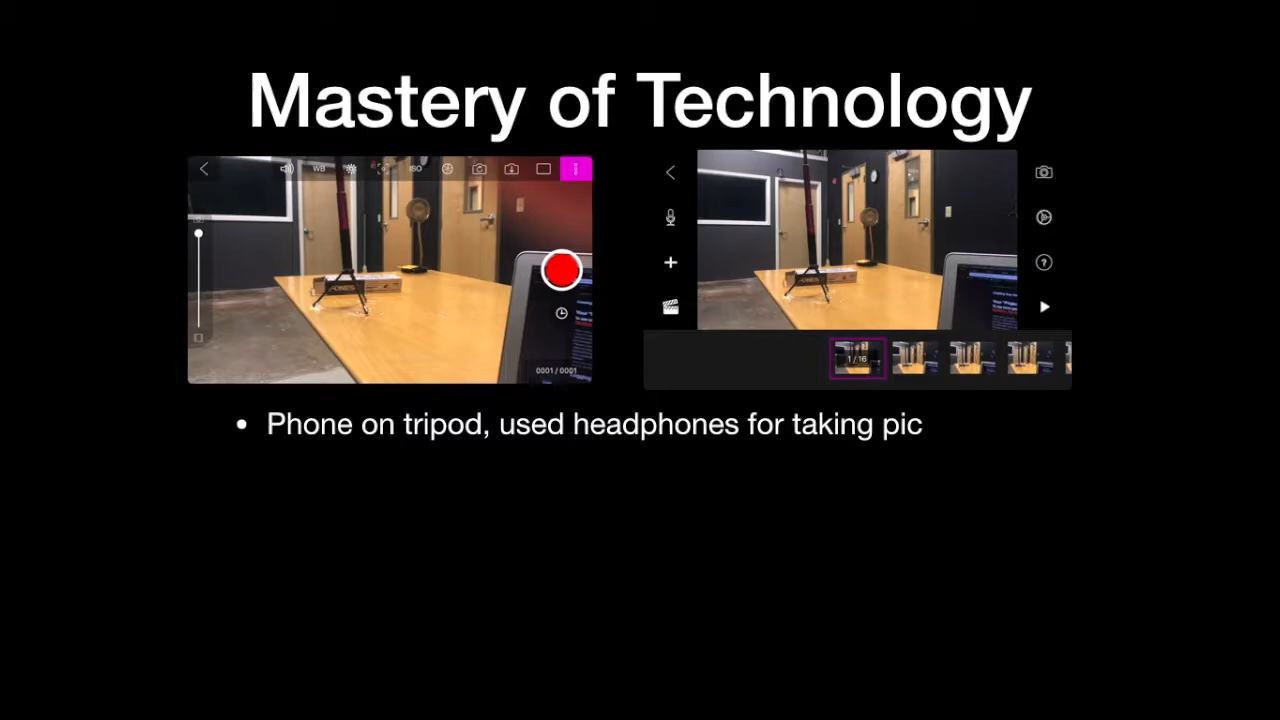 Mastery of Technology
WB
ISO
0001 / 0001
1 / 16
• Phone on tripod, used headphones for taking pic